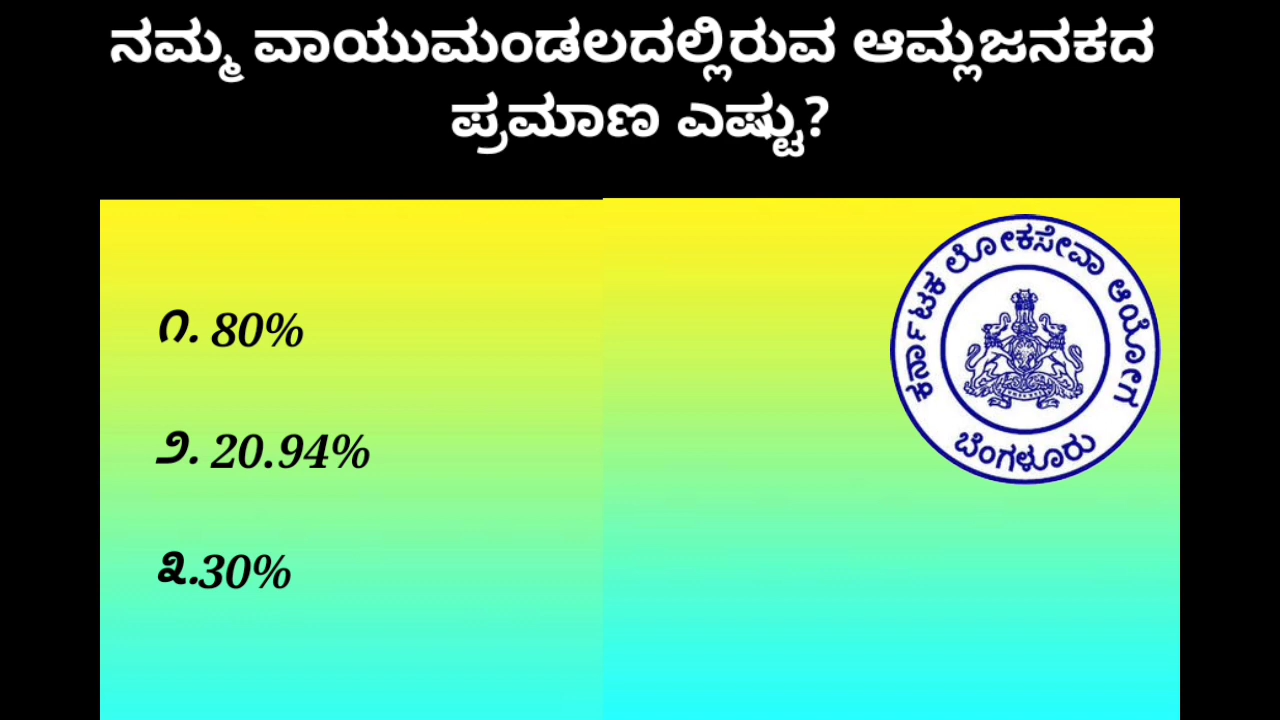 ನಮ್ಮ ವಾಯುಮಂಡಲದಲ್ಲಿರುವ ಆಮ್ಲಜನಕದ
ಪ್ರಮಾಣ ಎಷ್ಟು?
ಕರ್ನಾಟಕ ಲೋಕಸೇವಾ ಆಯೋಗ
ಬೆಂಗಳೂರು
೧. 80%
೨. 20.94%
೩.30%